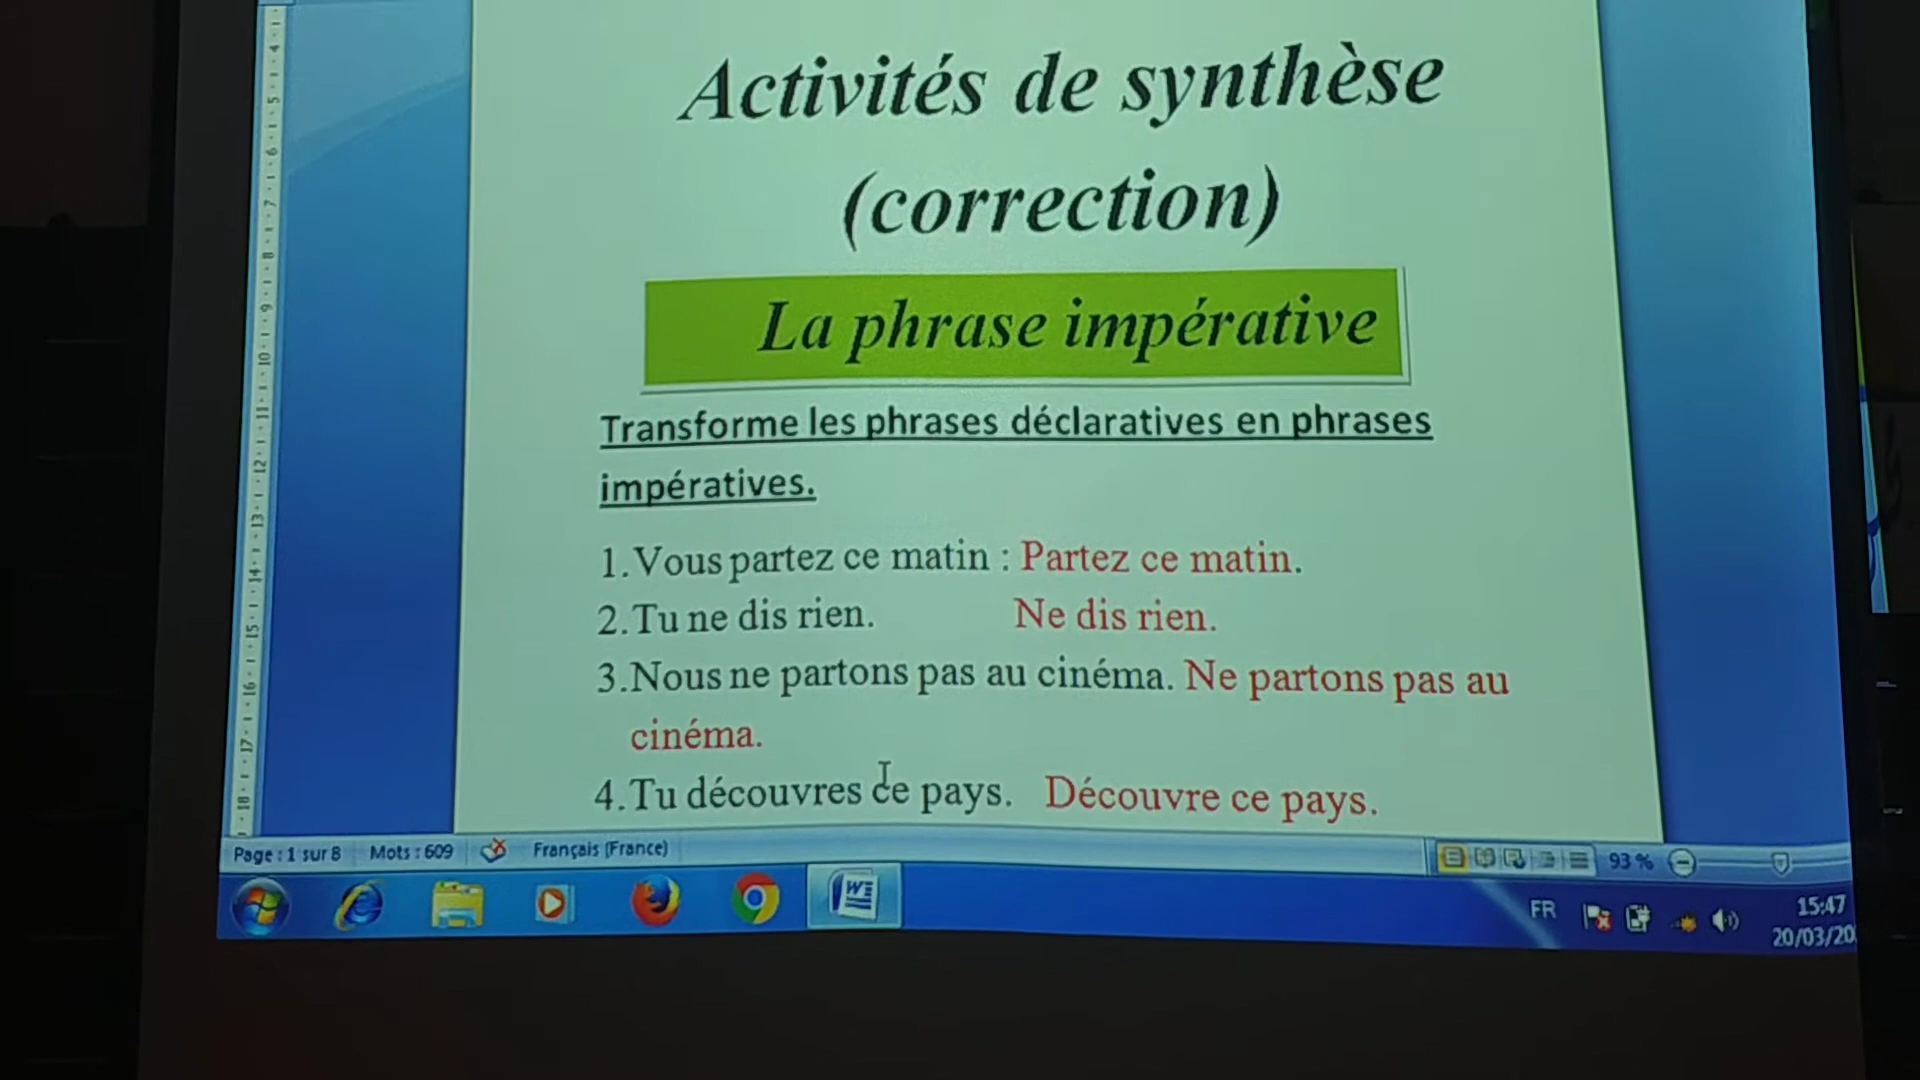 Activités de synthèse
(correction)
La phrase impérative
Transforme les phrases déclaratives en phrases
impératives.
1. Vous partez ce matin : Partez ce matin.
2. Tu ne dis rien. Ne dis rien.
3. Nous ne partons pas au cinéma. Ne partons pas au
cinéma.
4. Tu découvres ce pays. Découvre ce pays.
Page : 1 sur 8 Mots : 609 Français (France) 93 %
FR 15:47
20/03/20